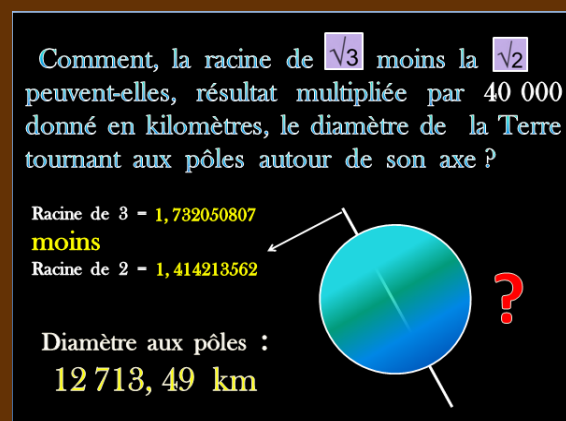 Comment, la racine de √3 moins la √2
peuvent-elles, résultat multipliée par 40 000
donné en kilomètres, le diamètre de la Terre
tournant aux pôles autour de son axe ?
Racine de 3 = 1, 732050807
moins
Racine de 2 = 1, 414213562
?
Diamètre aux pôles :
12 713, 49 km